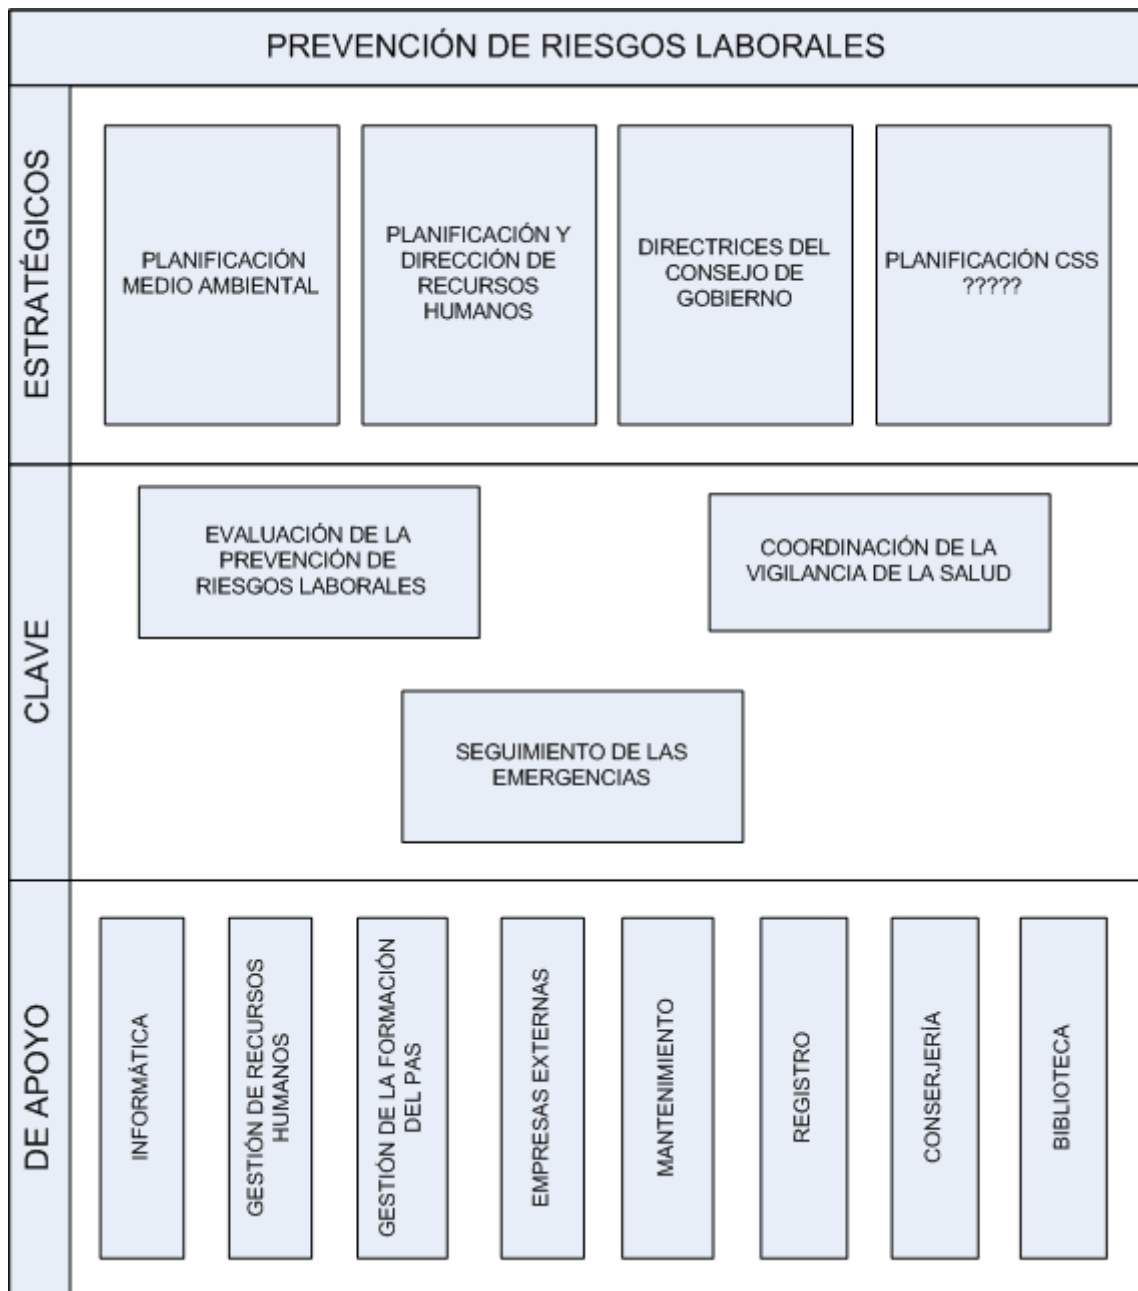 PREVENCIÓN DE RIESGOS LABORALES
ESTRATÉGICOS
PLANIFICACIÓN
MEDIO AMBIENTAL
PLANIFICACIÓN Y
DIRECCIÓN DE
RECURSOS
HUMANOS
DIRECTRICES DEL
CONSEJO DE
GOBIERNO
PLANIFICACIÓN CSS
?????
CLAVE
EVALUACIÓN DE LA
PREVENCIÓN DE
RIESGOS LABORALES
COORDINACIÓN DE LA
VIGILANCIA DE LA SALUD
SEGUIMIENTO DE LAS
EMERGENCIAS
DE APOYO
INFORMÁTICA
GESTIÓN DE RECURSOS
HUMANOS
GESTIÓN DE LA FORMACIÓN
DEL PAS
EMPRESAS EXTERNAS
MANTENIMIENTO
REGISTRO
CONSERJERÍA
BIBLIOTECA